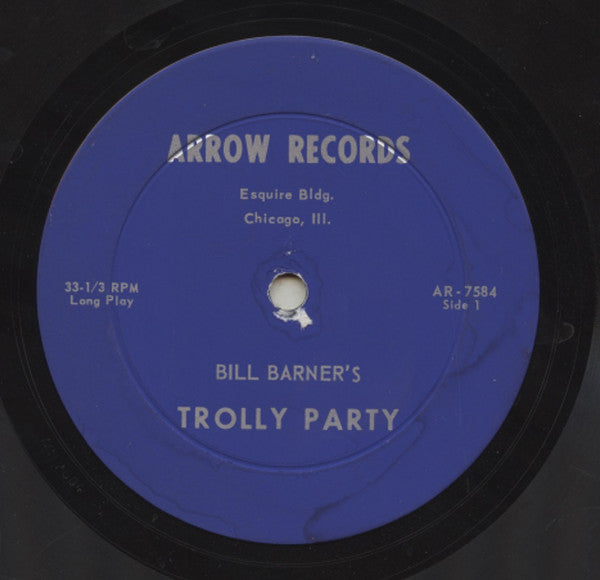 ARROW RECORDS
Esquire Bldg.
Chicago, Ill.
33-1/3 RPM
Long Play
AR-7584
Side 1
BILL BARNER'S
TROLLY PARTY